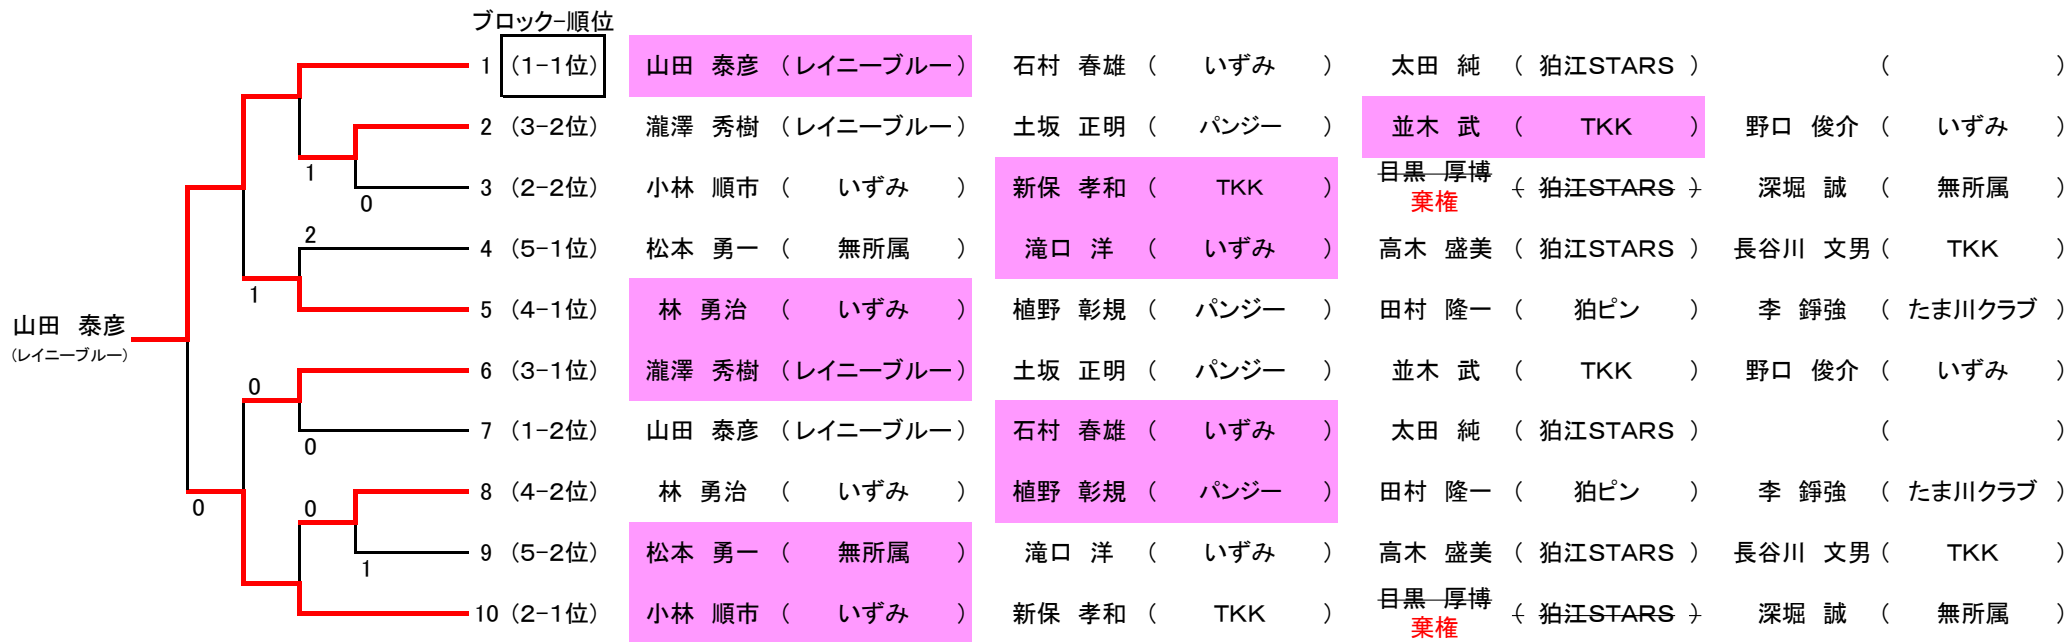 ブロック-順位
1 (1-1位) 山田 泰彦 (レイニーブルー) 石村 春雄 ( いずみ ) 太田 純 ( 狛江STARS ) ( )
2 (3-2位) 瀧澤 秀樹 (レイニーブルー) 土坂 正明 ( パンジー ) 並木 武 ( TKK ) 野口 俊介 ( いずみ )
1
3 (2-2位) 小林 順市 ( いずみ ) 新保 孝和 ( TKK ) 目黒 厚博 ( 狛江STARS ) 深堀 誠 ( 無所属 )
棄権
0
2
4 (5-1位) 松本 勇一 ( 無所属 ) 滝口 洋 ( いずみ ) 高木 盛美 ( 狛江STARS ) 長谷川 文男 ( TKK )
1
5 (4-1位) 林 勇治 ( いずみ ) 植野 彰規 ( パンジー ) 田村 隆一 ( 狛ピン ) 李 錚強 ( たま川クラブ )
山田 泰彦
(レイニーブルー)
6 (3-1位) 瀧澤 秀樹 (レイニーブルー) 土坂 正明 ( パンジー ) 並木 武 ( TKK ) 野口 俊介 ( いずみ )
0
7 (1-2位) 山田 泰彦 (レイニーブルー) 石村 春雄 ( いずみ ) 太田 純 ( 狛江STARS ) ( )
0
8 (4-2位) 林 勇治 ( いずみ ) 植野 彰規 ( パンジー ) 田村 隆一 ( 狛ピン ) 李 錚強 ( たま川クラブ )
0
0
9 (5-2位) 松本 勇一 ( 無所属 ) 滝口 洋 ( いずみ ) 高木 盛美 ( 狛江STARS ) 長谷川 文男 ( TKK )
1
10 (2-1位) 小林 順市 ( いずみ ) 新保 孝和 ( TKK ) 目黒 厚博 ( 狛江STARS ) 深堀 誠 ( 無所属 )
棄権